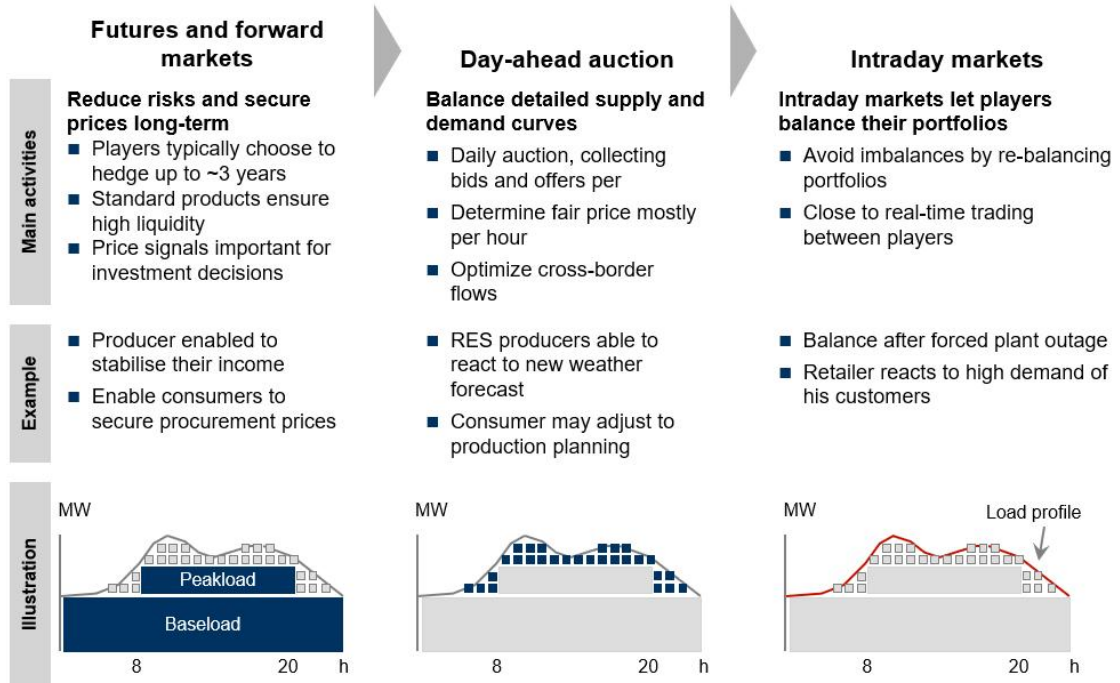 Futures and forward
markets
Day-ahead auction
Intraday markets
Main activities
Reduce risks and secure
prices long-term
Players typically choose to
hedge up to ~3 years
Standard products ensure
high liquidity
Price signals important for
investment decisions
Balance detailed supply and
demand curves
Daily auction, collecting
bids and offers per
Determine fair price mostly
per hour
Optimize cross-border
flows
Intraday markets let players
balance their portfolios
Avoid imbalances by re-balancing
portfolios
Close to real-time trading
between players
Example
Producer enabled to
stabilise their income
Enable consumers to
secure procurement prices
RES producers able to
react to new weather
forecast
Consumer may adjust to
production planning
Balance after forced plant outage
Retailer reacts to high demand of
his customers
Illustration
MW
Peakload
Baseload
8 20 h
MW
8 20 h
MW
Load profile
8 20 h